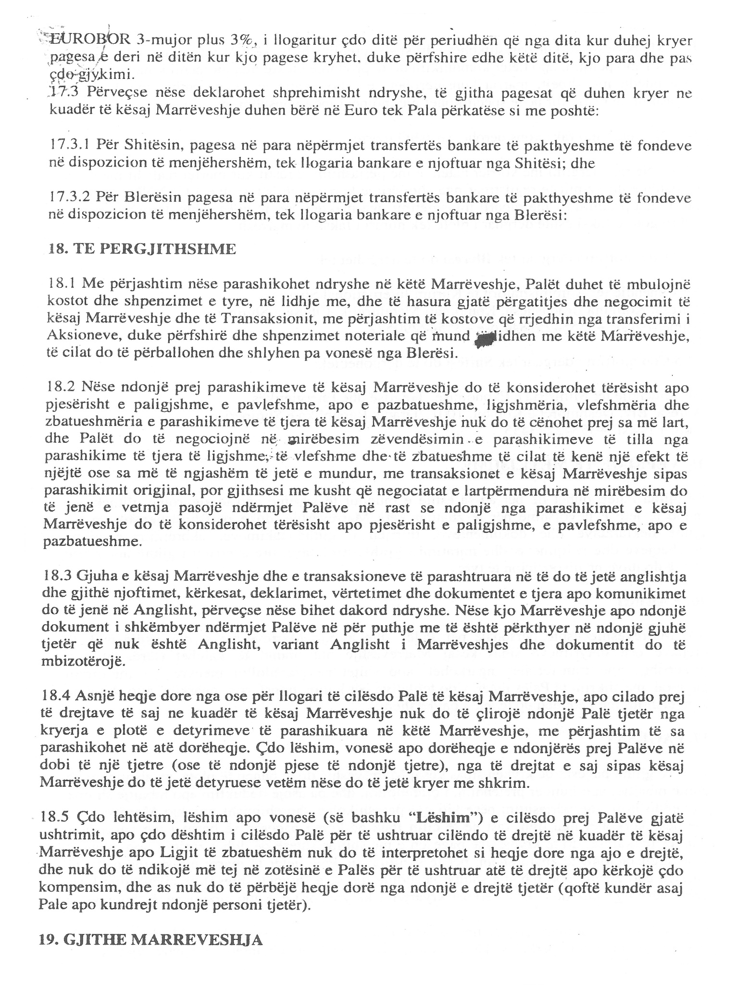 EUROBOR 3-mujor plus 3%, i llogaritur çdo ditë për periudhën që nga dita kur duhej kryer
pagesa e deri në ditën kur kjo pagese kryhet. duke përfshire edhe këtë ditë, kjo para dhe pas
çdo gjykimi.
17.3 Përveçse nëse deklarohet shprehimisht ndryshe, të gjitha pagesat që duhen kryer ne
kuadër të kësaj Marrëveshje duhen bërë në Euro tek Pala përkatëse si me poshtë:
17.3.1 Për Shitësin, pagesa në para nëpërmjet transfertës bankare të pakthyeshme të fondeve
në dispozicion të menjëhershëm, tek llogaria bankare e njoftuar nga Shitësi; dhe
17.3.2 Për Blerësin pagesa në para nëpërmjet transfertës bankare të pakthyeshme të fondeve
në dispozicion të menjëhershëm, tek llogaria bankare e njoftuar nga Blerësi:
18. TE PERGJITHSHME
18.1 Me përjashtim nëse parashikohet ndryshe në këtë Marrëveshje, Palët duhet të mbulojnë
kostot dhe shpenzimet e tyre, në lidhje me, dhe të hasura gjatë përgatitjes dhe negocimit të
kësaj Marrëveshje dhe të Transaksionit, me përjashtim të kostove që rrjedhin nga transferimi i
Aksioneve, duke përfshirë dhe shpenzimet noteriale që mund lidhen me këtë Marrëveshje,
të cilat do të përballohen dhe shlyhen pa vonesë nga Blerësi.
18.2 Nëse ndonjë prej parashikimeve të kësaj Marrëveshje do të konsiderohet tërësisht apo
pjesërisht e paligjshme, e pavlefshme, apo e pazbatueshme, ligjshmëria, vlefshmëria dhe
zbatueshmëria e parashikimeve të tjera të kësaj Marrëveshje nuk do të cënohet prej sa më lart,
dhe Palët do të negociojnë në mirëbesim zëvendësimin e parashikimeve të tilla nga
parashikime të tjera të ligjshme; të vlefshme dhe të zbatueshme të cilat të kenë një efekt të
njëjtë ose sa më të ngjashëm të jetë e mundur, me transaksionet e kësaj Marrëveshje sipas
parashikimit origjinal, por gjithsesi me kusht që negociatat e lartpërmendura në mirëbesim do
të jenë e vetmja pasojë ndërmjet Palëve në rast se ndonjë nga parashikimet e kësaj
Marrëveshje do të konsiderohet tërësisht apo pjesërisht e paligjshme, e pavlefshme, apo e
pazbatueshme.
18.3 Gjuha e kësaj Marrëveshje dhe e transaksioneve të parashtruara në të do të jetë anglishtja
dhe gjithë njoftimet, kërkesat, deklarimet, vërtetimet dhe dokumentet e tjera apo komunikimet
do të jenë në Anglisht, përveçse nëse bihet dakord ndryshe. Nëse kjo Marrëveshje apo ndonjë
dokument i shkëmbyer ndërmjet Palëve në për puthje me të është përkthyer në ndonjë gjuhë
tjetër që nuk është Anglisht, variant Anglisht i Marrëveshjes dhe dokumentit do të
mbizotërojë.
18.4 Asnjë heqje dore nga ose për llogari të cilësdo Palë të kësaj Marrëveshje, apo cilado prej
të drejtave të saj ne kuadër të kësaj Marrëveshje nuk do të çlirojë ndonjë Palë tjetër nga
kryerja e plotë e detyrimeve të parashikuara në këtë Marrëveshje, me përjashtim të sa
parashikohet në atë dorëheqje. Çdo lëshim, vonesë apo dorëheqje e ndonjërës prej Palëve në
dobi të një tjetre (ose të ndonjë pjese të ndonjë tjetre), nga të drejtat e saj sipas kësaj
Marrëveshje do të jetë detyruese vetëm nëse do të jetë kryer me shkrim.
18.5 Çdo lehtësim, lëshim apo vonesë (së bashku “Lëshim”) e cilësdo prej Palëve gjatë
ushtrimit, apo çdo dështim i cilësdo Palë për të ushtruar cilëndo të drejtë në kuadër të kësaj
Marrëveshje apo Ligjit të zbatueshëm nuk do të interpretohet si heqje dore nga ajo e drejtë,
dhe nuk do të ndikojë më tej në zotësinë e Palës për të ushtruar atë të drejtë apo kërkojë çdo
kompensim, dhe as nuk do të përbëjë heqje dorë nga ndonjë e drejtë tjetër (qoftë kundër asaj
Pale apo kundrejt ndonjë personi tjetër).
19. GJITHE MARREVESHJA